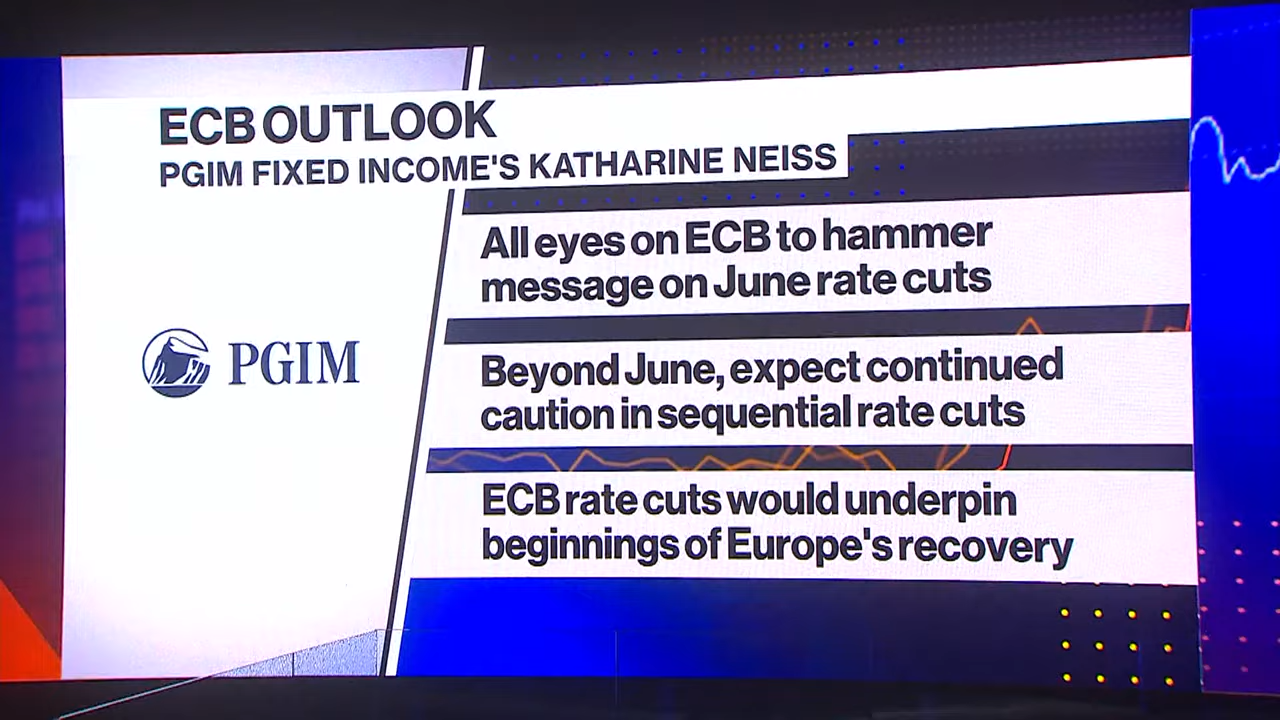 ECB OUTLOOK
PGIM FIXED INCOME'S KATHARINE NEISS
PGIM
All eyes on ECB to hammer
message on June rate cuts
Beyond June, expect continued
caution in sequential rate cuts
ECB rate cuts would underpin
beginnings of Europe's recovery